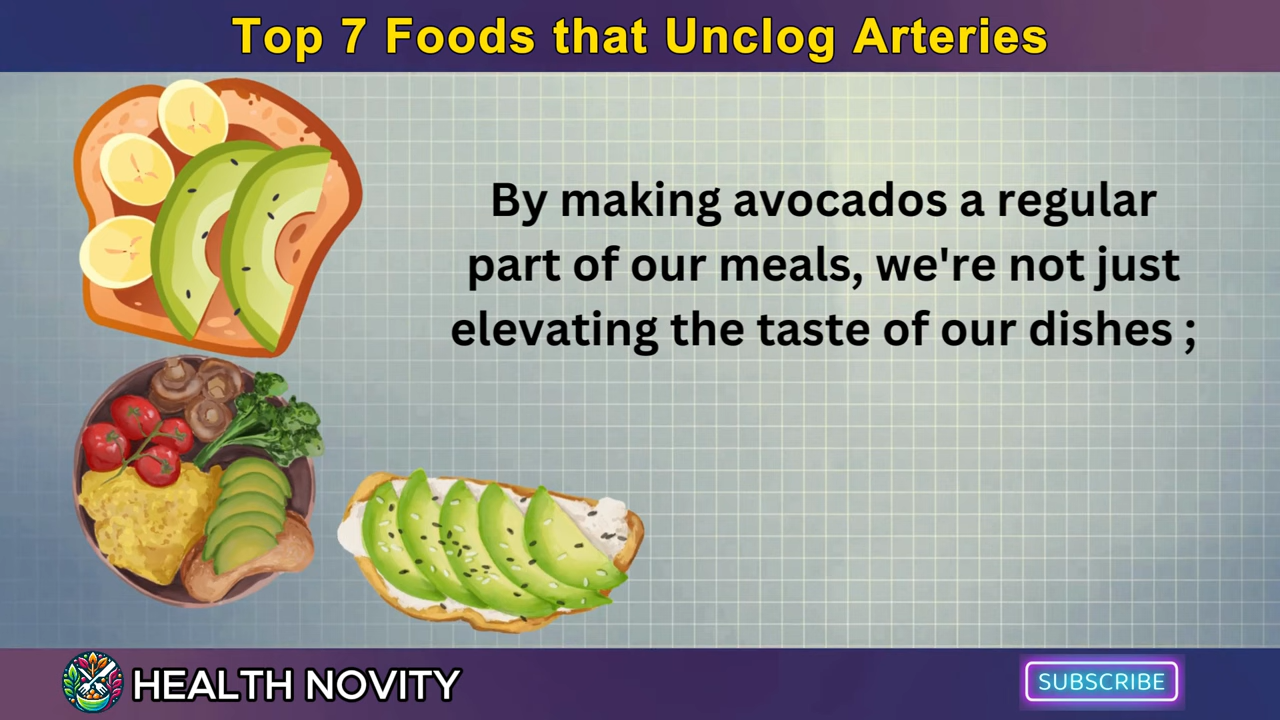 Top 7 Foods that Unclog Arteries
By making avocados a regular
part of our meals, we're not just
elevating the taste of our dishes ;
HEALTH NOVITY
SUBSCRIBE